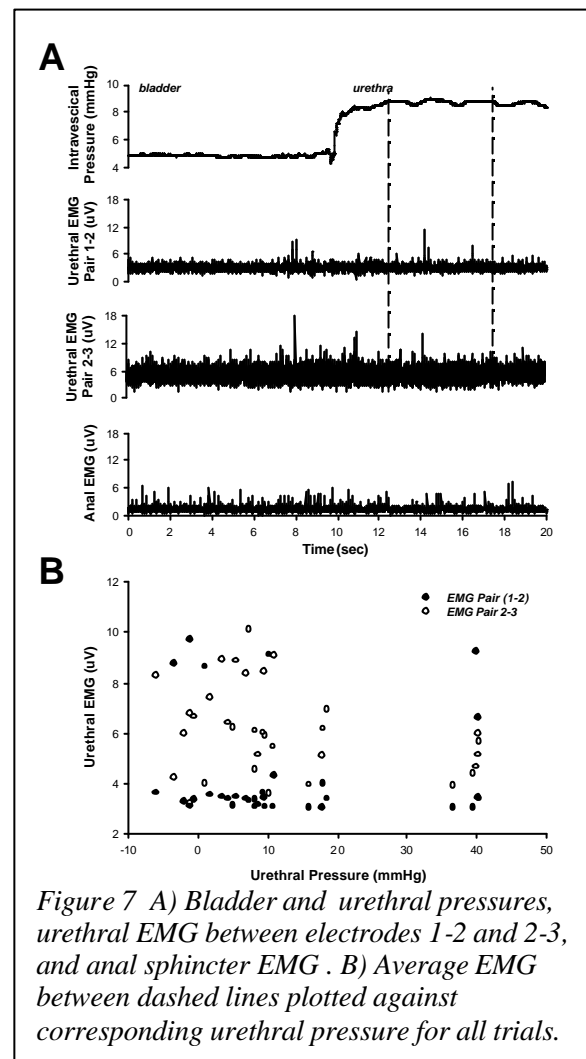 A
bladder
urethra
Intravescical
Pressure (mmHg)
10
8
6
4
Urethral EMG
Pair 1-2 (uV)
18
12
6
0
Urethral EMG
Pair 2-3 (uV)
18
12
6
0
Anal EMG (uV)
18
12
6
0
0 2 4 6 8 10 12 14 16 18 20
Time (sec)
B
EMG Pair (1-2)
EMG Pair 2-3
Urethral EMG (uV)
12
10
8
6
4
2
-10 0 10 20 30 40 50
Urethral Pressure (mmHg)
Figure 7 A) Bladder and urethral pressures,
urethral EMG between electrodes 1-2 and 2-3,
and anal sphincter EMG . B) Average EMG
between dashed lines plotted against
corresponding urethral pressure for all trials.